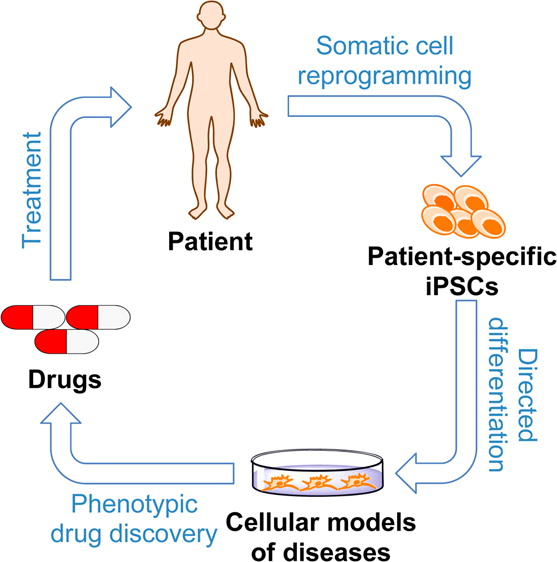 Somatic cell
reprogramming
Patient
Patient-specific
iPSCs
Directed
differentiation
Cellular models
of diseases
Phenotypic
drug discovery
Drugs
Treatment